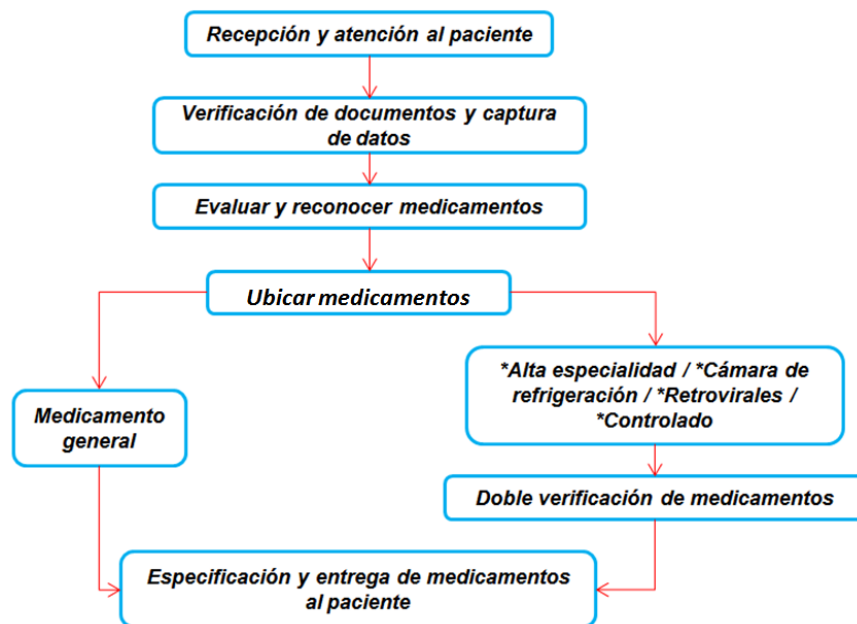 Recepción y atención al paciente
Verificación de documentos y captura
de datos
Evaluar y reconocer medicamentos
Ubicar medicamentos
Medicamento
general
*Alta especialidad / *Cámara de
refrigeración / *Retrovirales /
*Controlado
Doble verificación de medicamentos
Especificación y entrega de medicamentos
al paciente